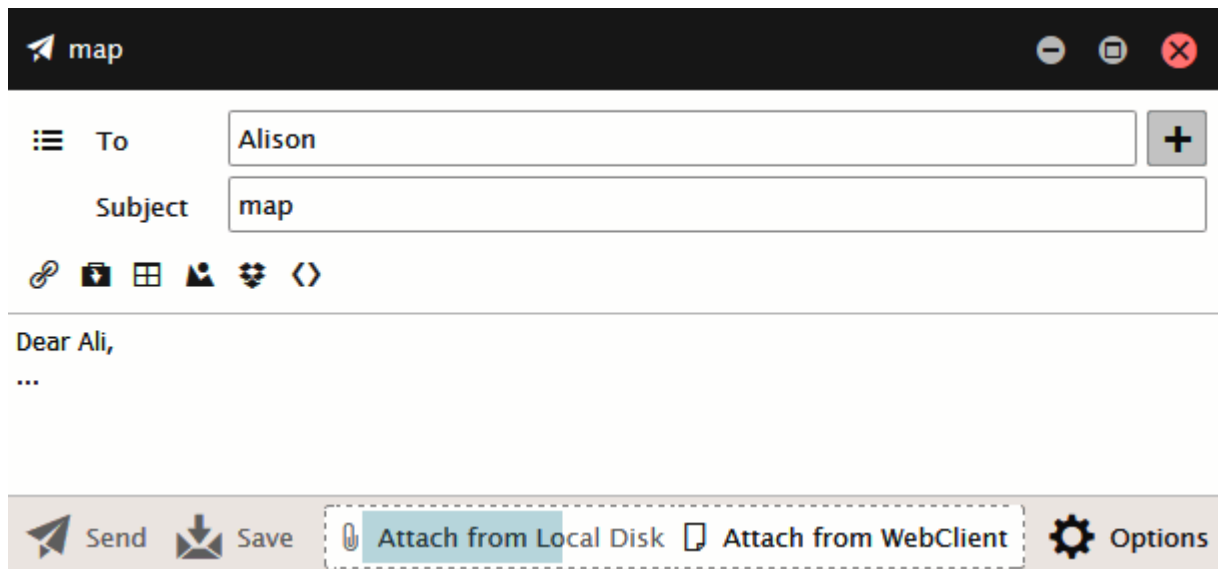 map
To Alison
Subject map
Dear Ali,
...
Send Save Attach from Local Disk Attach from WebClient Options